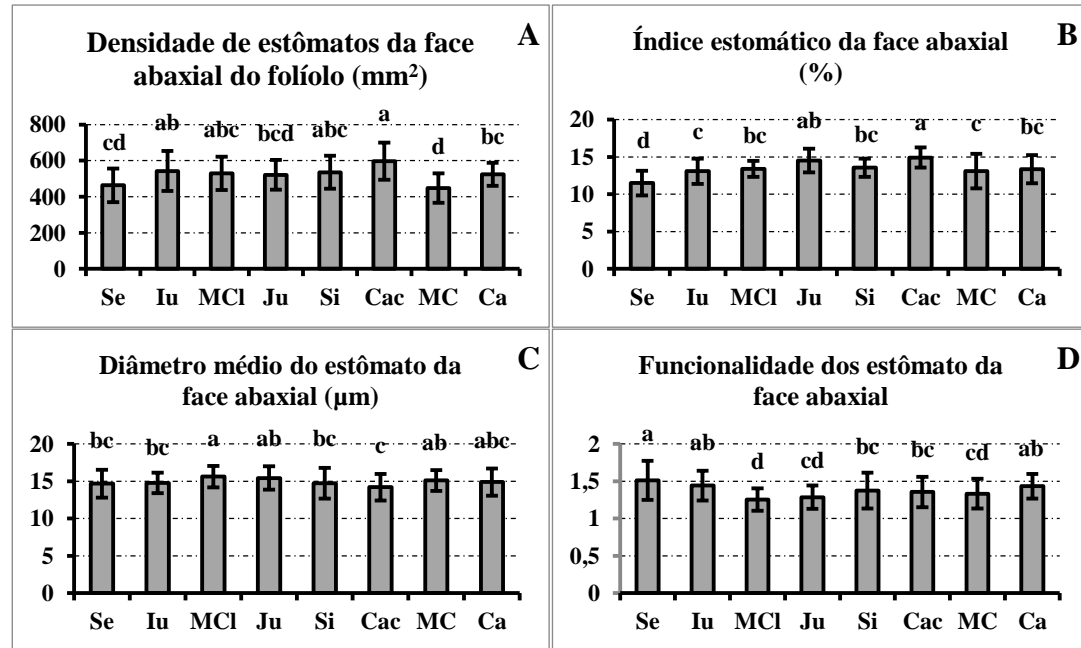 Densidade de estômatos da face
abaxial do folíolo (mm²)
A
800
600
400
200
0
cd ab abc bcd abc a d bc
Se Iu MCl Ju Si Cac MC Ca
Índice estomático da face abaxial
(%)
B
20
15
10
5
0
d c bc ab bc a c bc
Se Iu MCl Ju Si Cac MC Ca
Diâmetro médio do estômato da
face abaxial (µm)
C
20
15
10
5
0
bc bc a ab bc c ab abc
Se Iu MCl Ju Si Cac MC Ca
Funcionalidade dos estômato da
face abaxial
D
2
1,5
1
0,5
0
a ab d cd bc bc cd ab
Se Iu MCl Ju Si Cac MC Ca